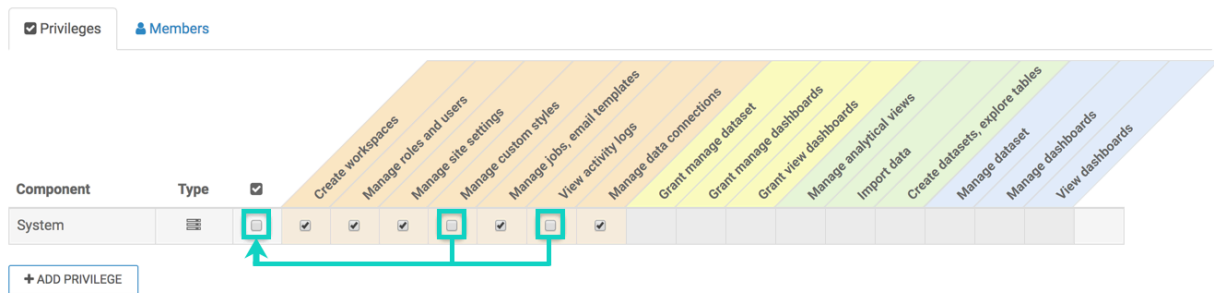 Privileges
Members
Create workspaces
Manage roles and users
Manage site settings
Manage custom styles
Manage jobs, email templates
View activity logs
Manage data connections
Grant manage dataset
Grant manage dashboards
Grant view dashboards
Manage analytical views
Import data
Create datasets, explore tables
Manage dataset
Manage dashboards
View dashboards
Component Type
System
+ ADD PRIVILEGE